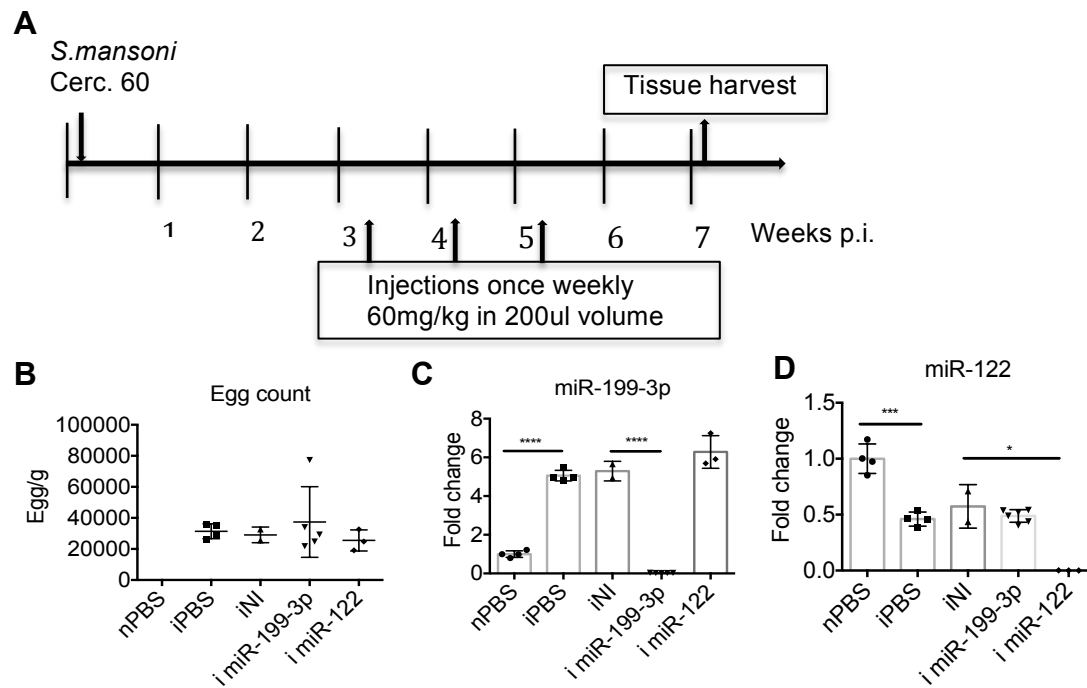 A
S.mansoni
Cerc. 60
Tissue harvest
1 2 3 4 5 6 7 Weeks p.i.
Injections once weekly
60mg/kg in 200ul volume
B
Egg count
Egg/g
100000
80000
60000
40000
20000
0
nPBS
iPBS
iNI
i miR-199-3p
i miR-122
C
miR-199-3p
Fold change
8
6
4
2
0
****
****
nPBS
iPBS
iNI
i miR-199-3p
i miR-122
D
miR-122
Fold change
1.5
1.0
0.5
0.0
***
*
nPBS
iPBS
iNI
i miR-199-3p
i miR-122